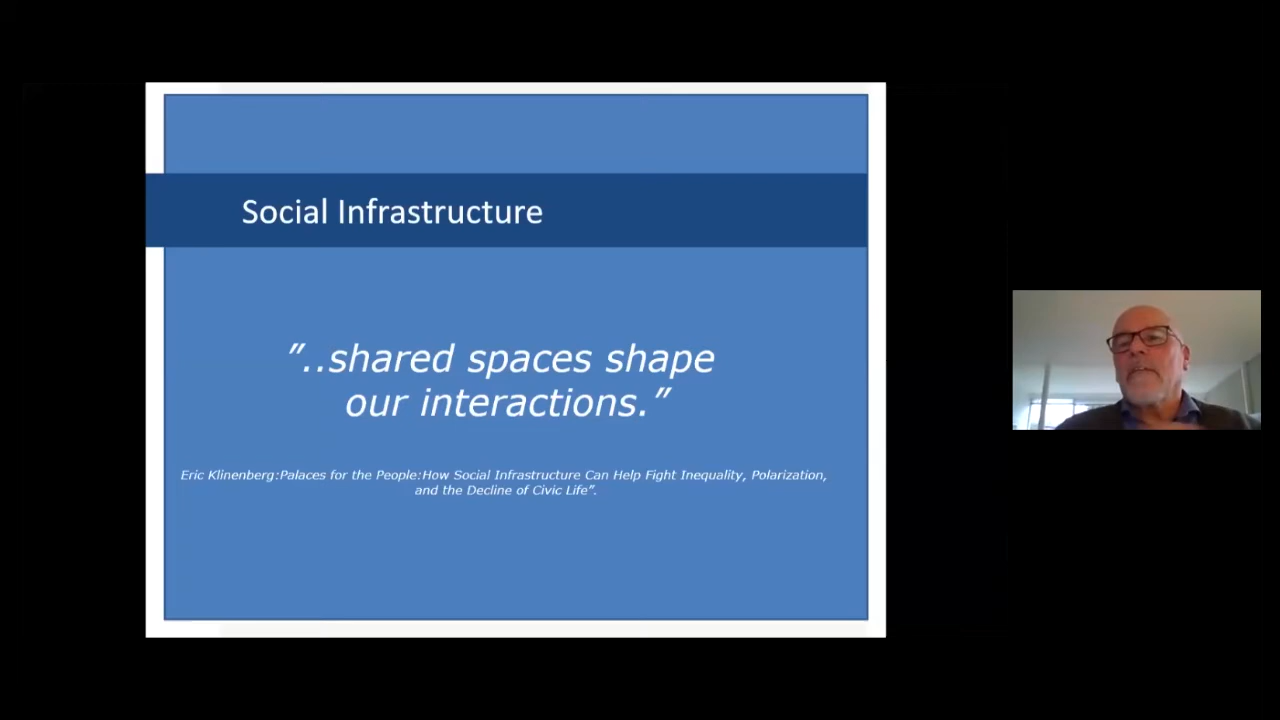 Social Infrastructure
”..shared spaces shape
our interactions.”
Eric Klinenberg:Palaces for the People:How Social Infrastructure Can Help Fight Inequality, Polarization,
and the Decline of Civic Life”.